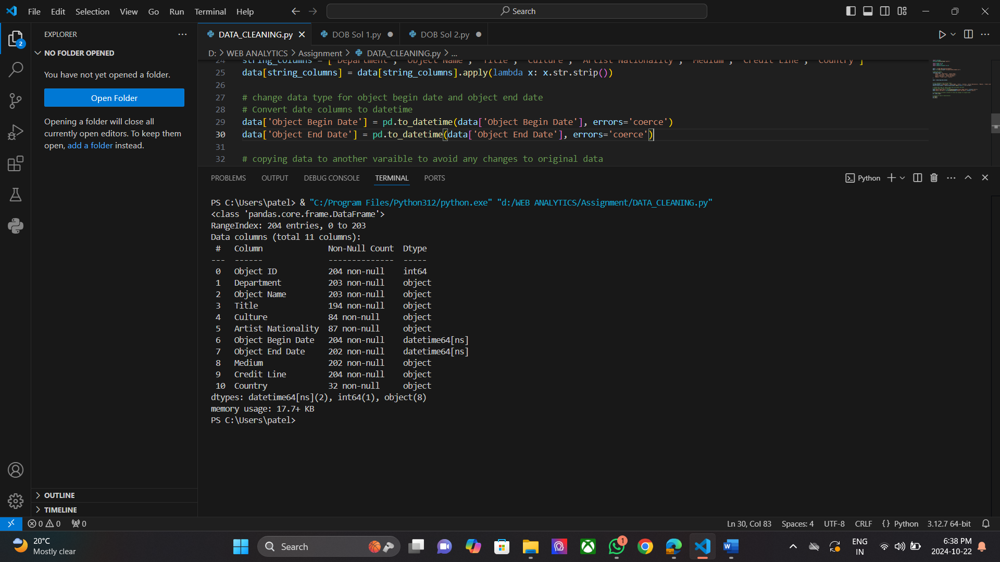 File Edit Selection View Go Run Terminal Help
Search
EXPLORER
DATA_CLEANING.py
DOB Sol 1.py
DOB Sol 2.py
2
NO FOLDER OPENED
D: > WEB ANALYTICS > Assignment > DATA_CLEANING.py > ...
You have not yet opened a folder.
Open Folder
Opening a folder will close all
currently open editors. To keep them
open, add a folder instead.
24 string_columns = ['Department', 'Object Name', 'Title', 'Culture', 'Artist Nationality', 'Medium', 'Credit Line', 'Country']
25 data[string_columns] = data[string_columns].apply(lambda x: x.str.strip())
26
27 # change data type for object begin date and object end date
28 # Convert date columns to datetime
29 data['Object Begin Date'] = pd.to_datetime(data['Object Begin Date'], errors='coerce')
30 data['Object End Date'] = pd.to_datetime(data['Object End Date'], errors='coerce')
31
32 # copying data to another varaible to avoid any changes to original data
PROBLEMS OUTPUT DEBUG CONSOLE TERMINAL PORTS
Python
PS C:\Users\patel> & "C:/Program Files/Python312/python.exe" "d:/WEB ANALYTICS/Assignment/DATA_CLEANING.py"
<class 'pandas.core.frame.DataFrame'>
RangeIndex: 204 entries, 0 to 203
Data columns (total 11 columns):
 #   Column              Non-Null Count  Dtype
---  ------              --------------  -----
 0   Object ID           204 non-null    int64
 1   Department          203 non-null    object
 2   Object Name         203 non-null    object
 3   Title               194 non-null    object
 4   Culture             84 non-null     object
 5   Artist Nationality  87 non-null     object
 6   Object Begin Date   204 non-null    datetime64[ns]
 7   Object End Date     202 non-null    datetime64[ns]
 8   Medium              202 non-null    object
 9   Credit Line         204 non-null    object
 10  Country             32 non-null     object
dtypes: datetime64[ns](2), int64(1), object(8)
memory usage: 17.7+ KB
PS C:\Users\patel>
OUTLINE
TIMELINE
0 0 0
Ln 30, Col 83 Spaces: 4 UTF-8 CRLF {} Python 3.12.7 64-bit
20°C
Mostly clear
Search
1
ENG
IN
6:38 PM
2024-10-22